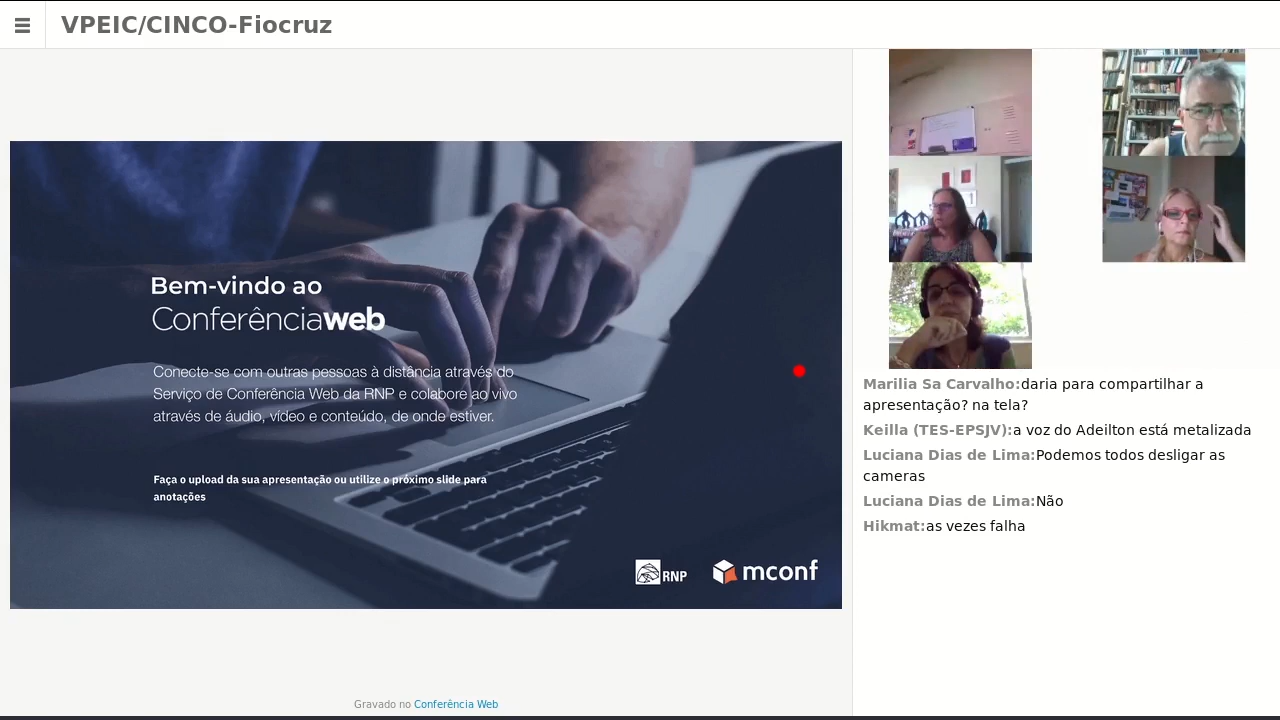 VPEIC/CINCO-Fiocruz
Bem-vindo ao
Conferênciaweb
Conecte-se com outras pessoas à distância através do
Serviço de Conferência Web da RNP e colabore ao vivo
através de áudio, vídeo e conteúdo, de onde estiver.
Faça o upload da sua apresentação ou utilize o próximo slide para
anotações
RNP
mconf
Gravado no Conferência Web
Marilia Sa Carvalho:daria para compartilhar a
apresentação? na tela?
Keilla (TES-EPSJV):a voz do Adeilton está metalizada
Luciana Dias de Lima:Podemos todos desligar as
cameras
Luciana Dias de Lima:Não
Hikmat:as vezes falha